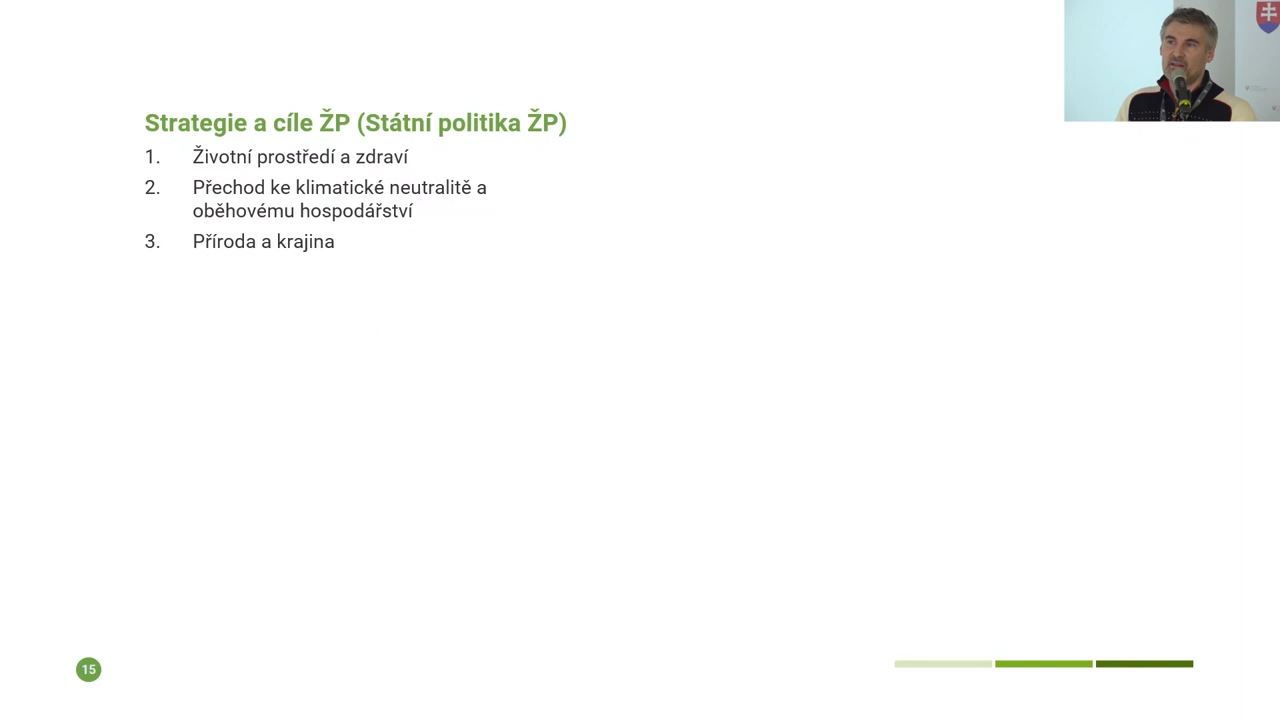 Strategie a cíle ŽP (Státní politika ŽP)
1. Životní prostředí a zdraví
2. Přechod ke klimatické neutralitě a
oběhovému hospodářství
3. Příroda a krajina
15